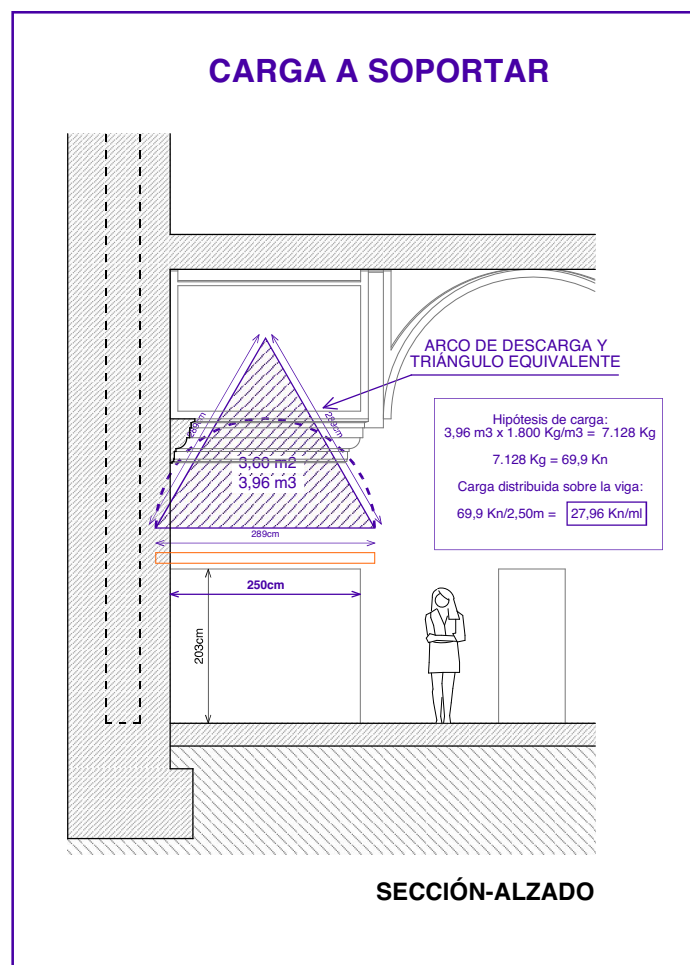 CARGA A SOPORTAR
ARCO DE DESCARGA Y
TRIÁNGULO EQUIVALENTE
Hipótesis de carga:
3,96 m3 x 1.800 Kg/m3 = 7.128 Kg
7.128 Kg = 69,9 Kn
Carga distribuida sobre la viga:
69,9 Kn/2,50m = 27,96 Kn/ml
289cm
289cm
3,60 m2
3,96 m3
289cm
250cm
203cm
SECCIÓN-ALZADO